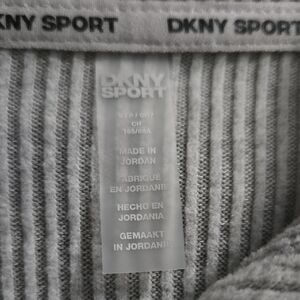 DKNY SPORT DKNY SPORT
DKNY
SPORT
MADE IN
JORDAN
FABRIQUÉ
EN JORDANIE
HECHO EN
JORDANIA
GEMAAKT
IN JORDANIË